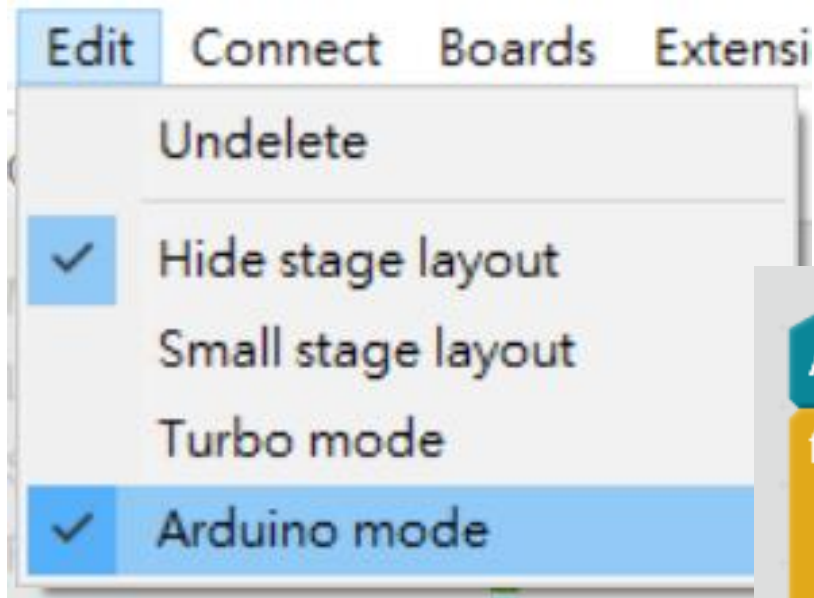 Edit Connect Boards Extensi
Undelete
Hide stage layout
Small stage layout
Turbo mode
Arduino mode